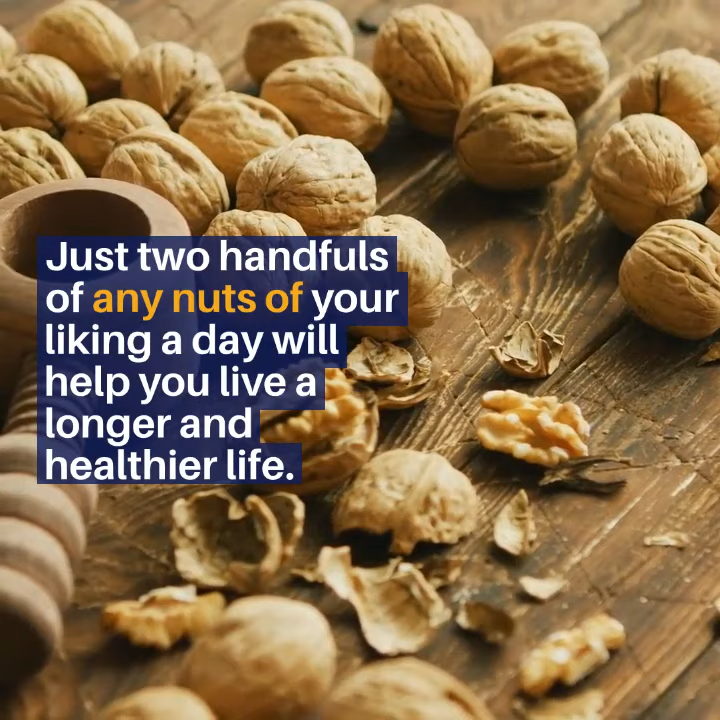 Just two handfuls
of any nuts of your
liking a day will
help you live a
longer and
healthier life.